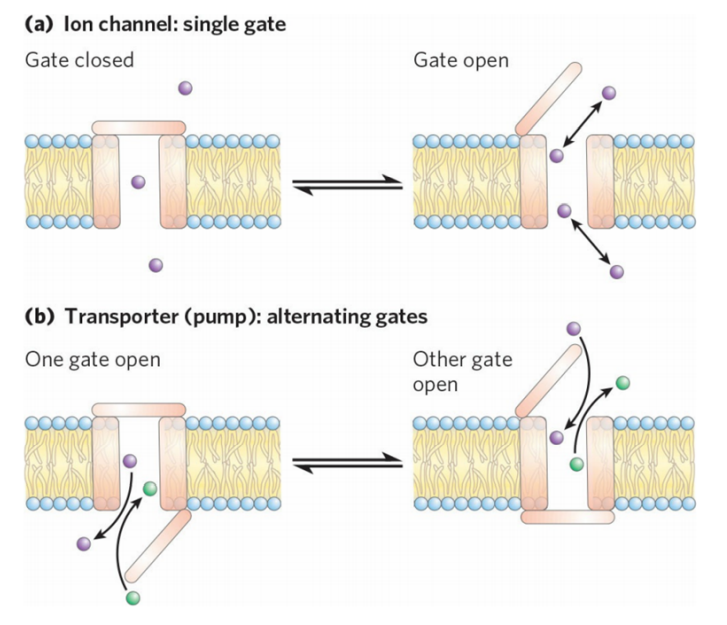 (a) Ion channel: single gate
Gate closed
Gate open
(b) Transporter (pump): alternating gates
One gate open
Other gate
open